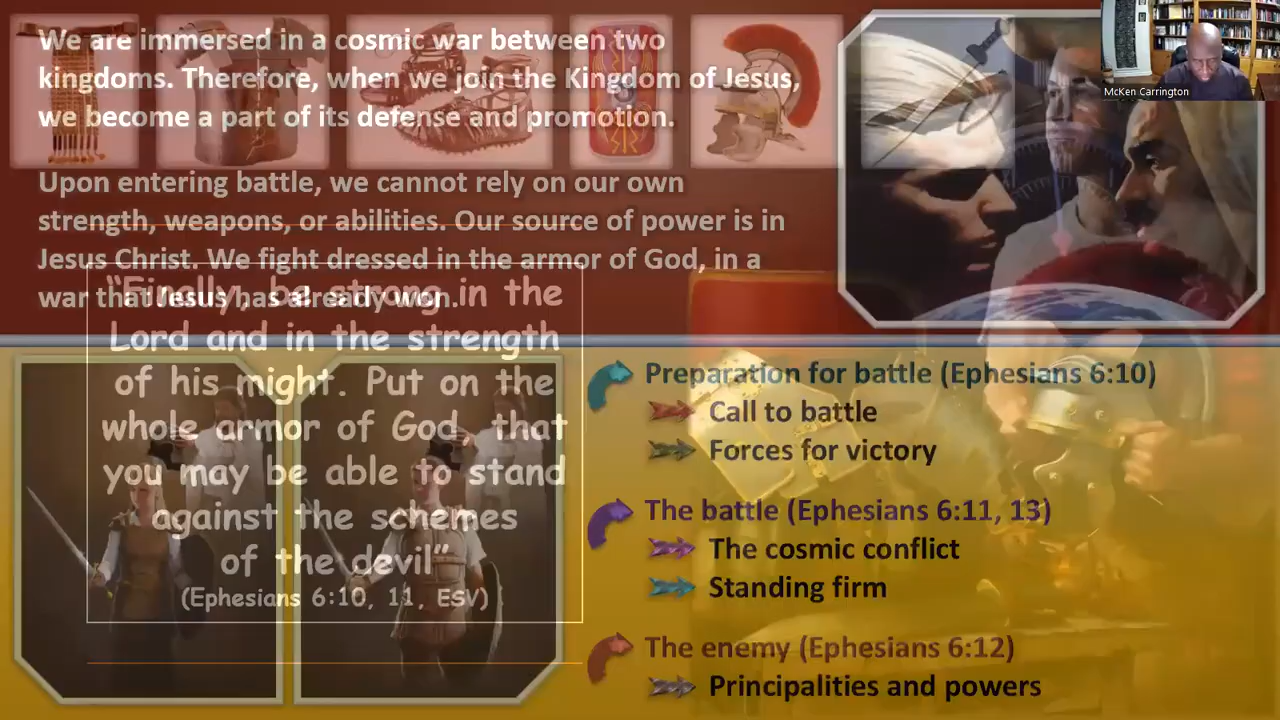 We are immersed in a cosmic war between two
kingdoms. Therefore, when we join the Kingdom of Jesus,
we become a part of its defense and promotion.
Upon entering battle, we cannot rely on our own
strength, weapons, or abilities. Our source of power is in
Jesus Christ. We fight dressed in the armor of God, in a
war that Jesus has already won.
“Finally, be strong in the
Lord and in the strength
of his might. Put on the
whole armor of God, that
you may be able to stand
against the schemes
of the devil”
(Ephesians 6:10, 11, ESV)
Preparation for battle (Ephesians 6:10)
Call to battle
Forces for victory
The battle (Ephesians 6:11, 13)
The cosmic conflict
Standing firm
The enemy (Ephesians 6:12)
Principalities and powers
McKen Carrington